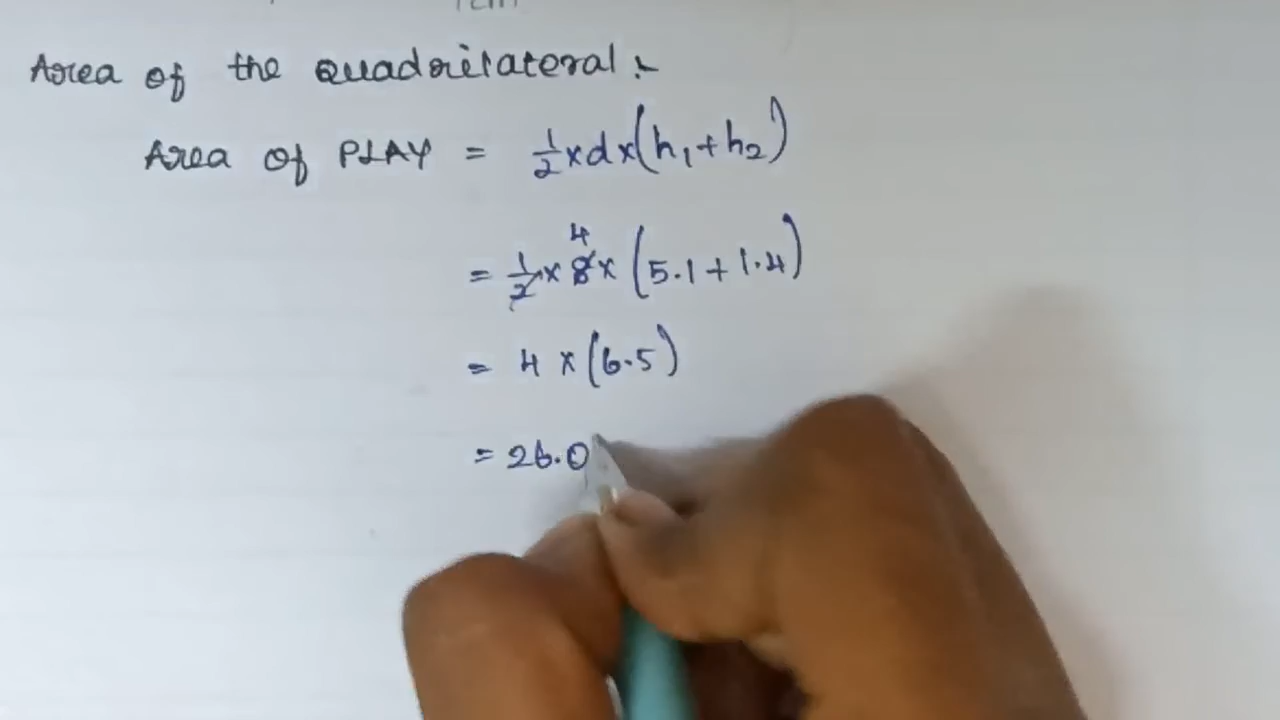 Area of the Quadrilateral :-
Area of PLAY = 1/2 x d x (h₁ + h₂)
4
= 1/2 x 8 x (5.1 + 1.4)
= 4 x (6.5)
= 26.0